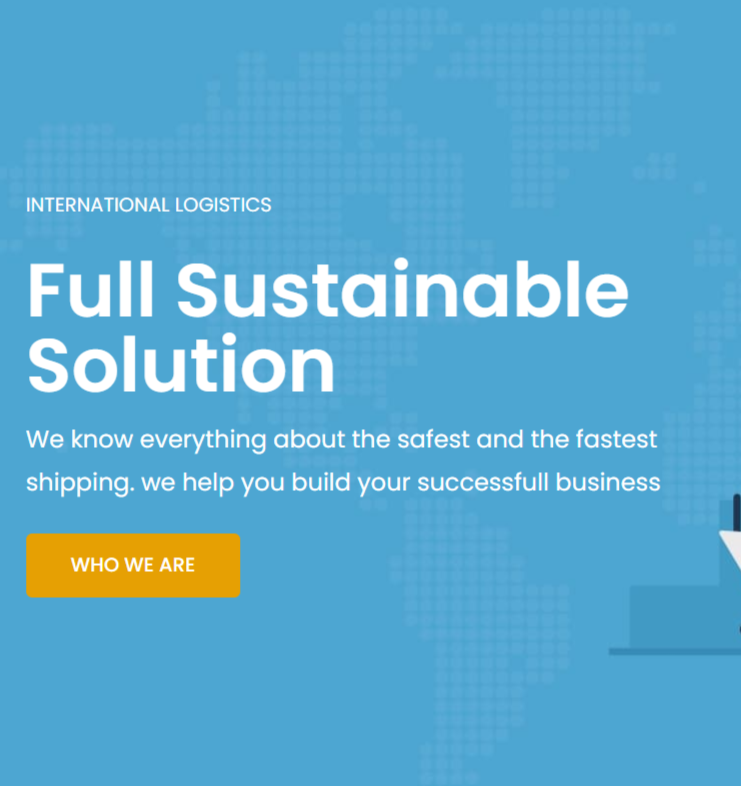 INTERNATIONAL LOGISTICS
Full Sustainable
Solution
We know everything about the safest and the fastest
shipping. we help you build your successfull business
WHO WE ARE